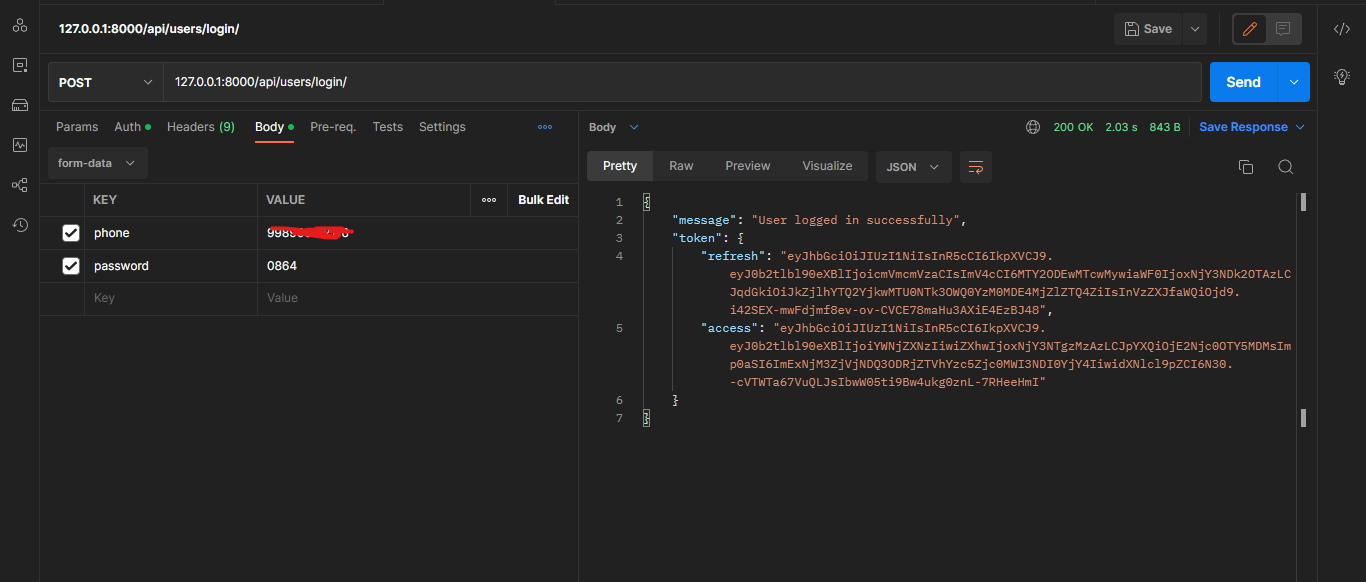 127.0.0.1:8000/api/users/login/
Save
POST
127.0.0.1:8000/api/users/login/
Send
Params Auth Headers (9) Body Pre-req. Tests Settings
Body
200 OK 2.03 s 843 B Save Response
form-data
Pretty Raw Preview Visualize JSON
KEY VALUE Bulk Edit
phone
password 0864
Key Value
1 {
2 "message": "User logged in successfully",
3 "token": {
4 "refresh": "eyJhbGciOiJIUzI1NiIsInR5cCI6IkpXVCJ9.
eyJ0b2tlbl90eXBlIjoicmVmcmVzaCIsImV4cCI6MTY2ODEwMTcwMywiaWF0IjoxNjY3NDk2OTAzLC
JqdGkiOiJkZjlhYTQ2YjkwMTU0NTk3OWQ0YzM0MDE4MjZlZTQ4ZiIsInVzZXJfaWQiOjd9.
i42SEX-mwFdjmf8ev-ov-CVCE78maHu3AXiE4EzBJ48",
5 "access": "eyJhbGciOiJIUzI1NiIsInR5cCI6IkpXVCJ9.
eyJ0b2tlbl90eXBlIjoiYWNjZXNzIiwiZXhwIjoxNjY3NTgzMzAzLCJpYXQiOjE2Njc0OTY5MDMsIm
p0aSI6ImExNjM3ZjVjNDQ3ODRjZTVhYzc5Zjc0MWI3NDI0YjY4IiwidXNlcl9pZCI6N30.
-cVTWTa67VuQLJsIbwW05ti9Bw4ukg0znL-7RHeeHmI"
6 }
7 }